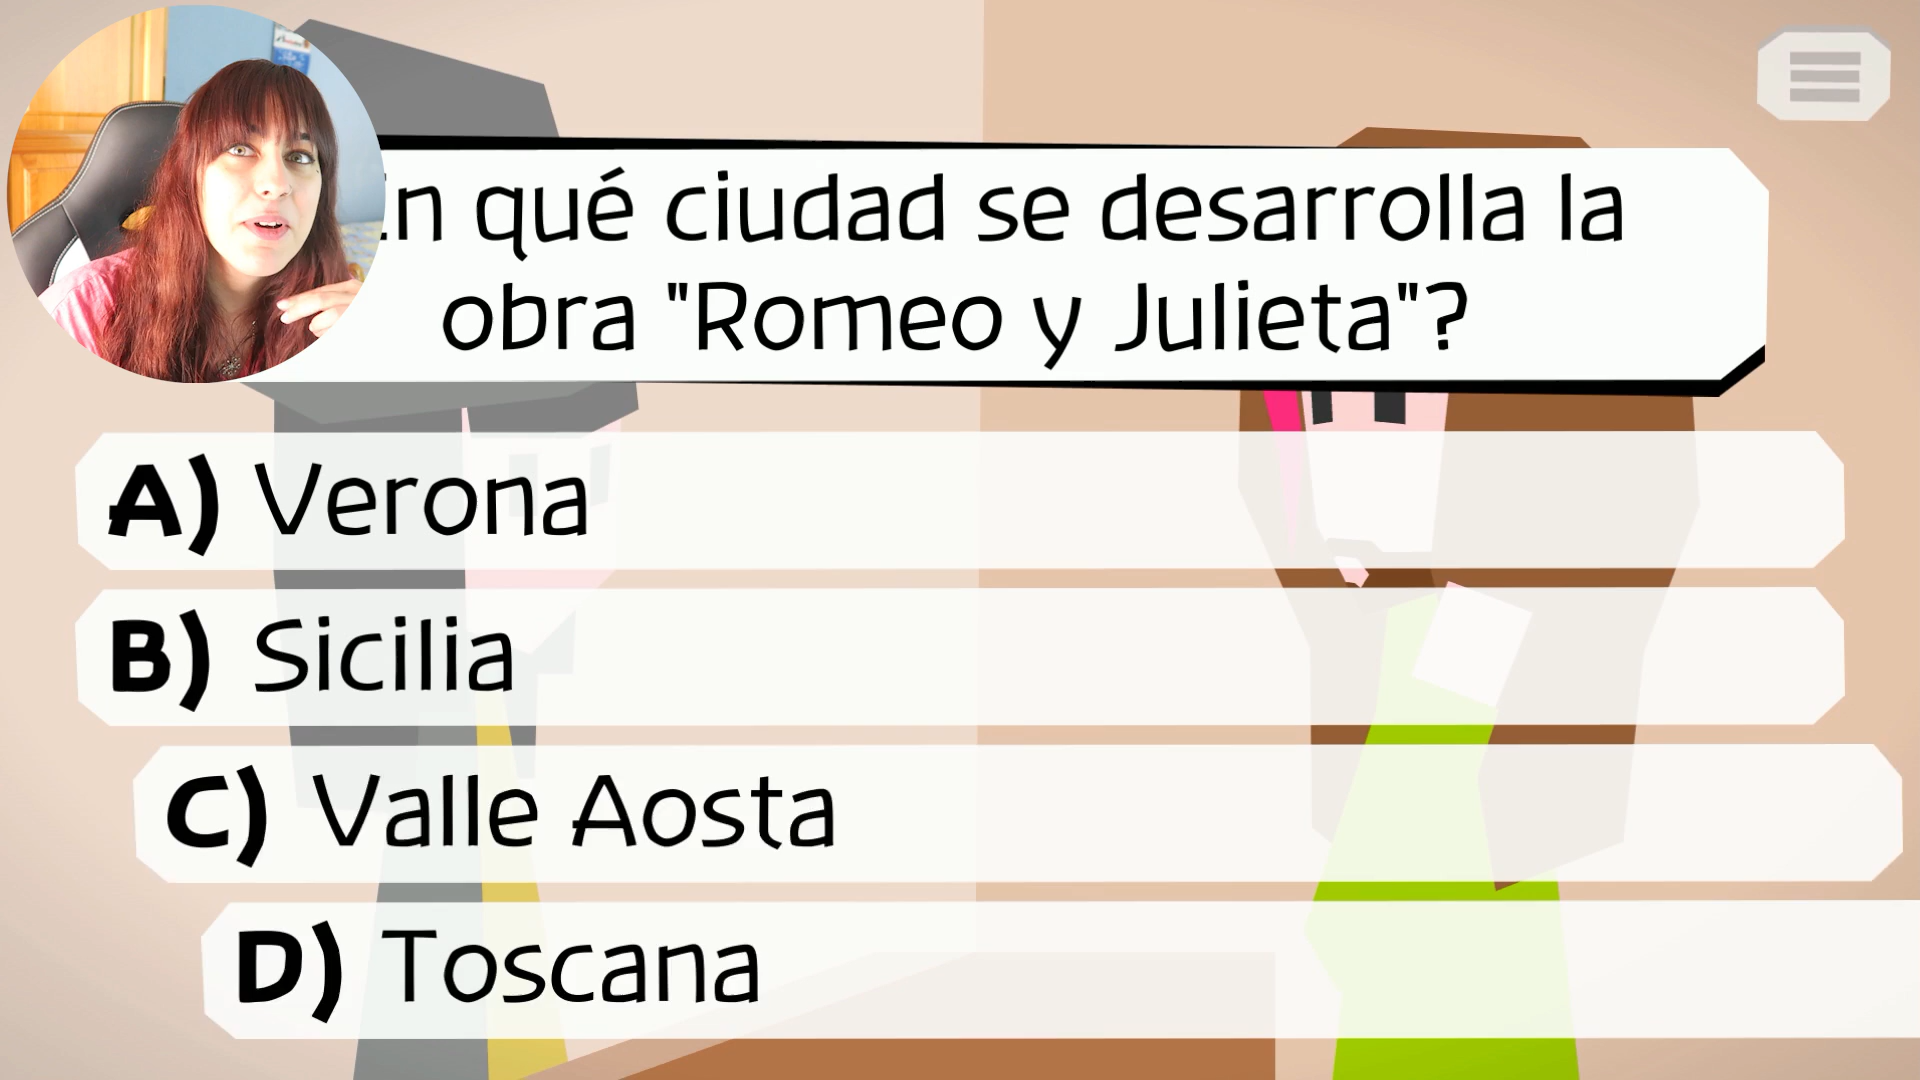 n qué ciudad se desarrolla la
obra "Romeo y Julieta"?
A) Verona
B) Sicilia
C) Valle Aosta
D) Toscana